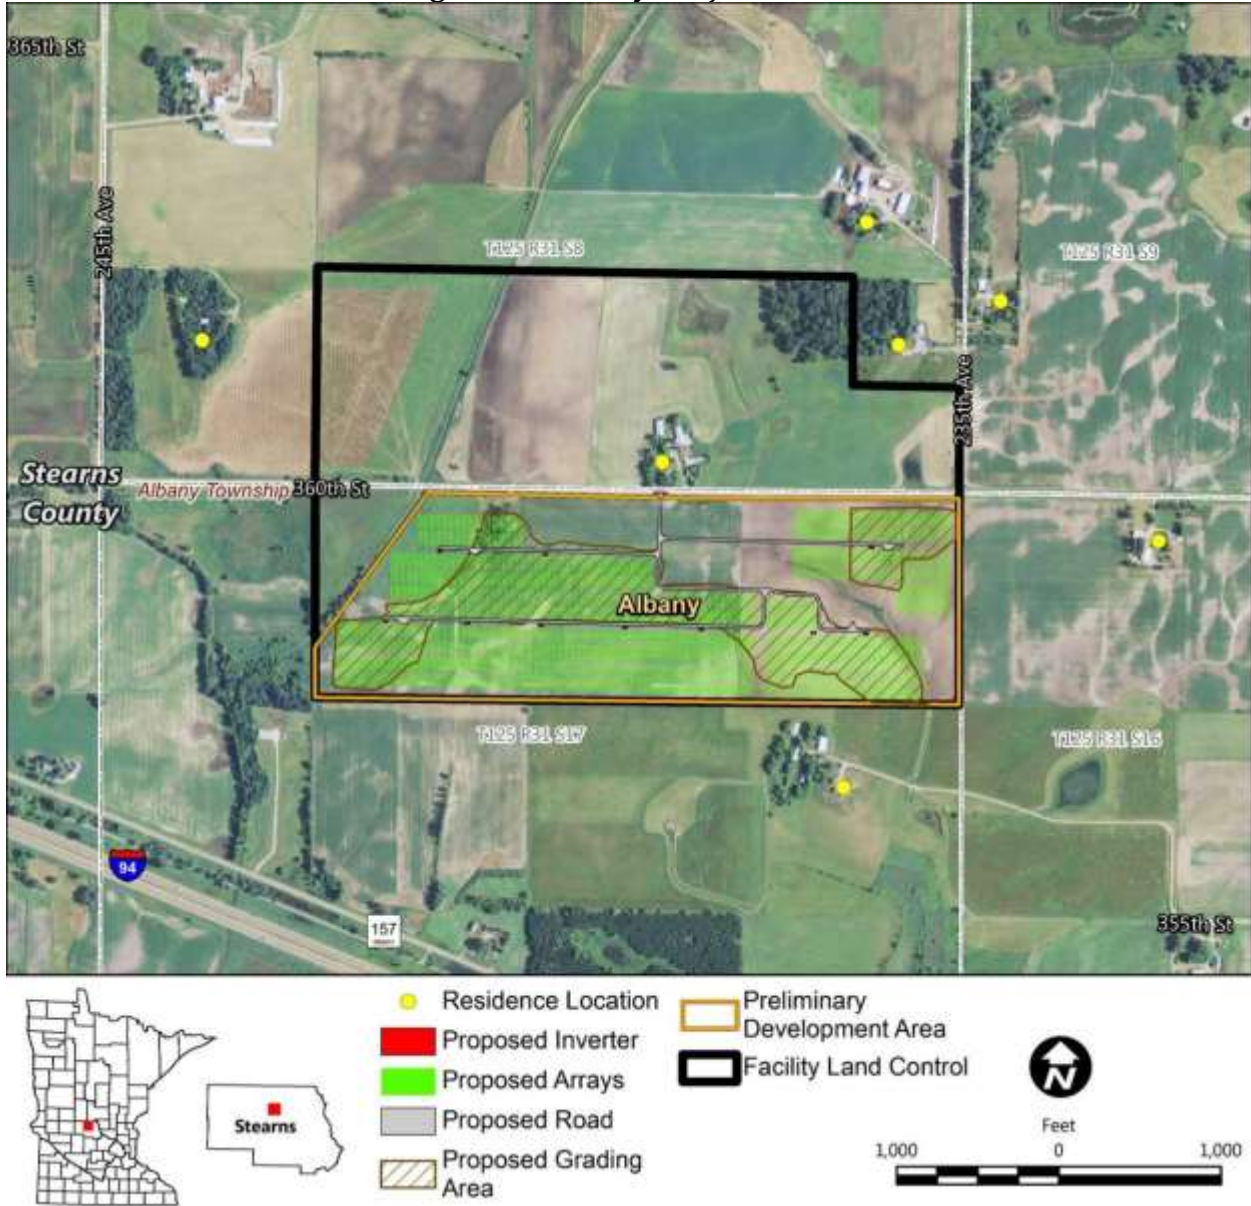 365th St
245th Ave
T125 R31 S8
T125 R31 S9
235th Ave
Stearns
County
Albany Township
360th St
Albany
T125 R31 S17
T125 R31 S16
94
157
355th St
Stearns
Residence Location
Proposed Inverter
Proposed Arrays
Proposed Road
Proposed Grading
Area
Preliminary
Development Area
Facility Land Control
N
Feet
1,000
0
1,000